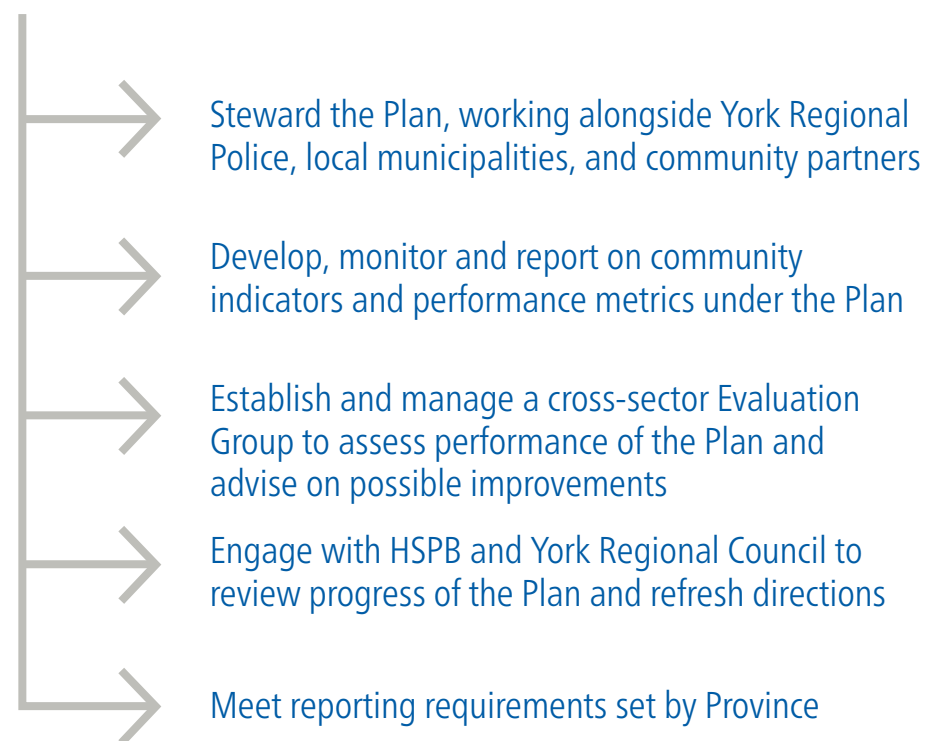 Steward the Plan, working alongside York Regional
Police, local municipalities, and community partners
Develop, monitor and report on community
indicators and performance metrics under the Plan
Establish and manage a cross-sector Evaluation
Group to assess performance of the Plan and
advise on possible improvements
Engage with HSPB and York Regional Council to
review progress of the Plan and refresh directions
Meet reporting requirements set by Province